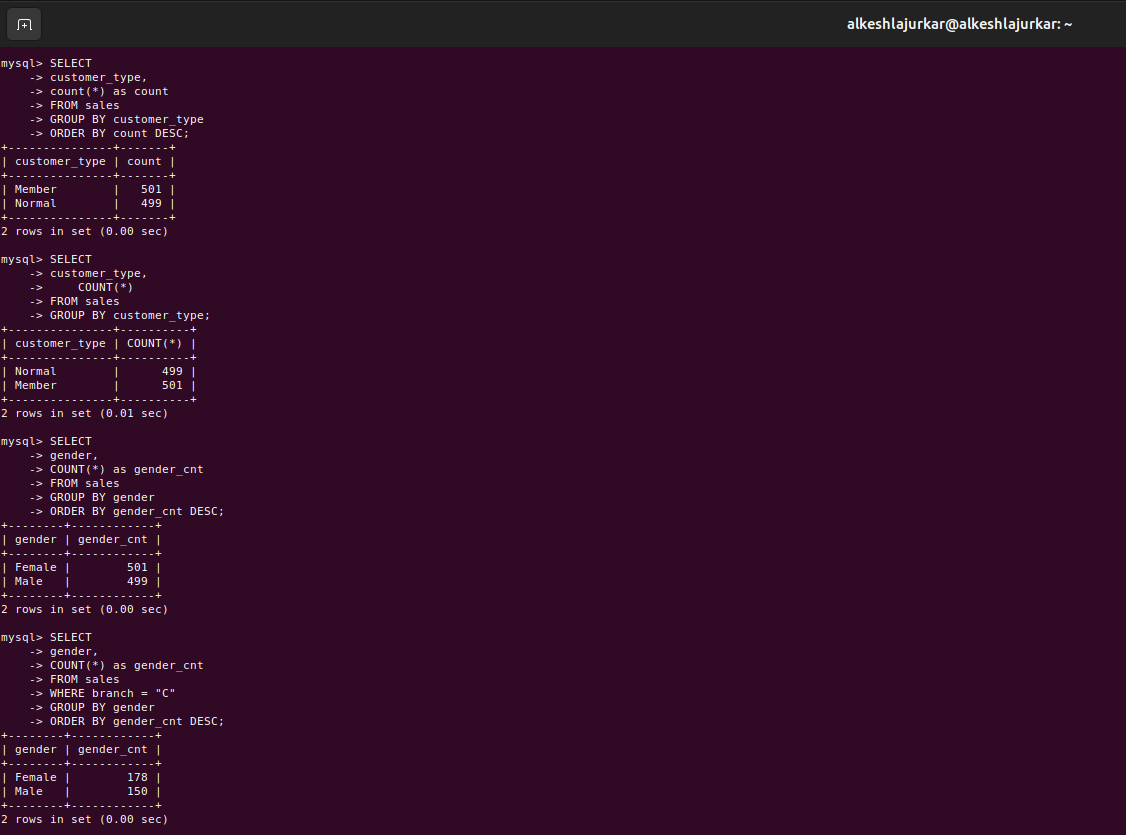 alkeshlajurkar@alkeshlajurkar: ~
mysql> SELECT
    -> customer_type,
    -> count(*) as count
    -> FROM sales
    -> GROUP BY customer_type
    -> ORDER BY count DESC;
+---------------+-------+
| customer_type | count |
+---------------+-------+
| Member        |   501 |
| Normal        |   499 |
+---------------+-------+
2 rows in set (0.00 sec)

mysql> SELECT
    -> customer_type,
    ->     COUNT(*)
    -> FROM sales
    -> GROUP BY customer_type;
+---------------+----------+
| customer_type | COUNT(*) |
+---------------+----------+
| Normal        |      499 |
| Member        |      501 |
+---------------+----------+
2 rows in set (0.01 sec)

mysql> SELECT
    -> gender,
    -> COUNT(*) as gender_cnt
    -> FROM sales
    -> GROUP BY gender
    -> ORDER BY gender_cnt DESC;
+--------+------------+
| gender | gender_cnt |
+--------+------------+
| Female |        501 |
| Male   |        499 |
+--------+------------+
2 rows in set (0.00 sec)

mysql> SELECT
    -> gender,
    -> COUNT(*) as gender_cnt
    -> FROM sales
    -> WHERE branch = "C"
    -> GROUP BY gender
    -> ORDER BY gender_cnt DESC;
+--------+------------+
| gender | gender_cnt |
+--------+------------+
| Female |        178 |
| Male   |        150 |
+--------+------------+
2 rows in set (0.00 sec)